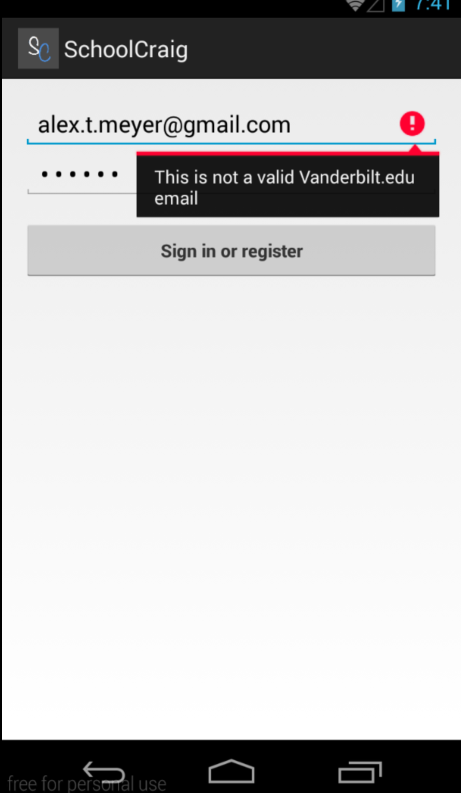 7:41
SC SchoolCraig
alex.t.meyer@gmail.com
••••••
This is not a valid Vanderbilt.edu
email
Sign in or register
free for personal use